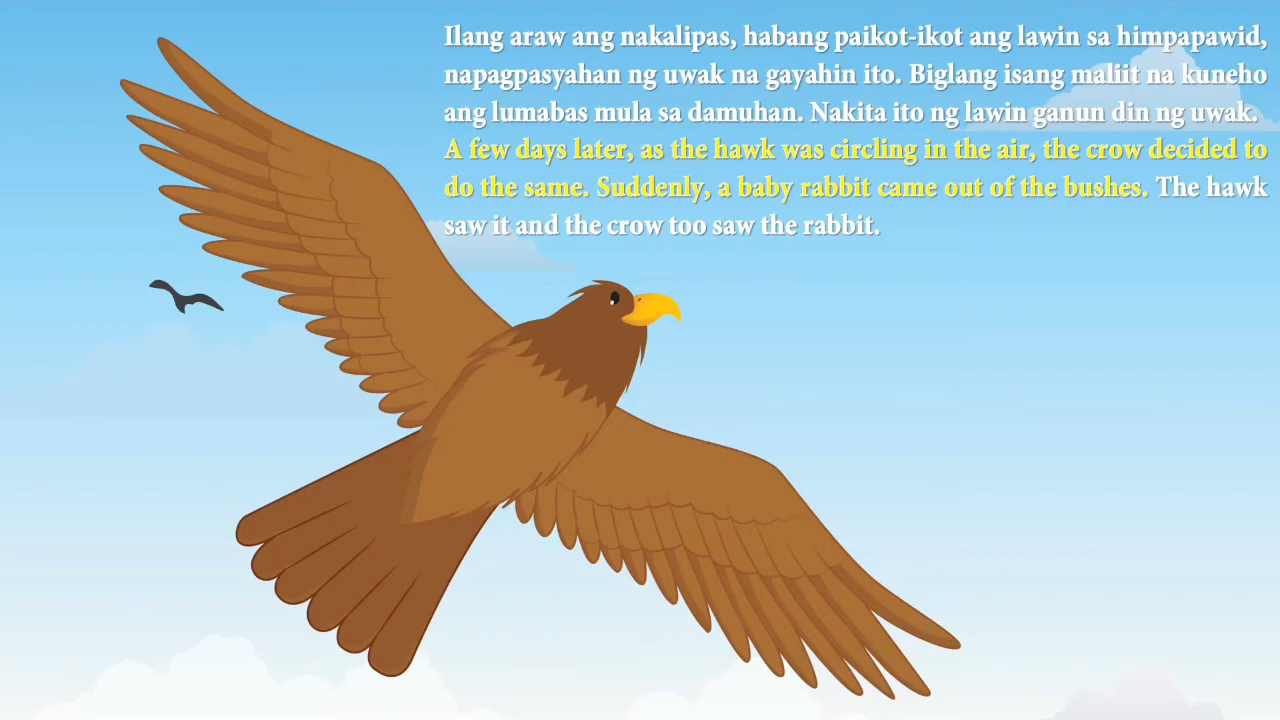 Ilang araw ang nakalipas, habang paikot-ikot ang lawin sa himpapawid,
napagpasyahan ng uwak na gayahin ito. Biglang isang maliit na kuneho
ang lumabas mula sa damuhan. Nakita ito ng lawin ganun din ng uwak.
A few days later, as the hawk was circling in the air, the crow decided to
do the same. Suddenly, a baby rabbit came out of the bushes. The hawk
saw it and the crow too saw the rabbit.